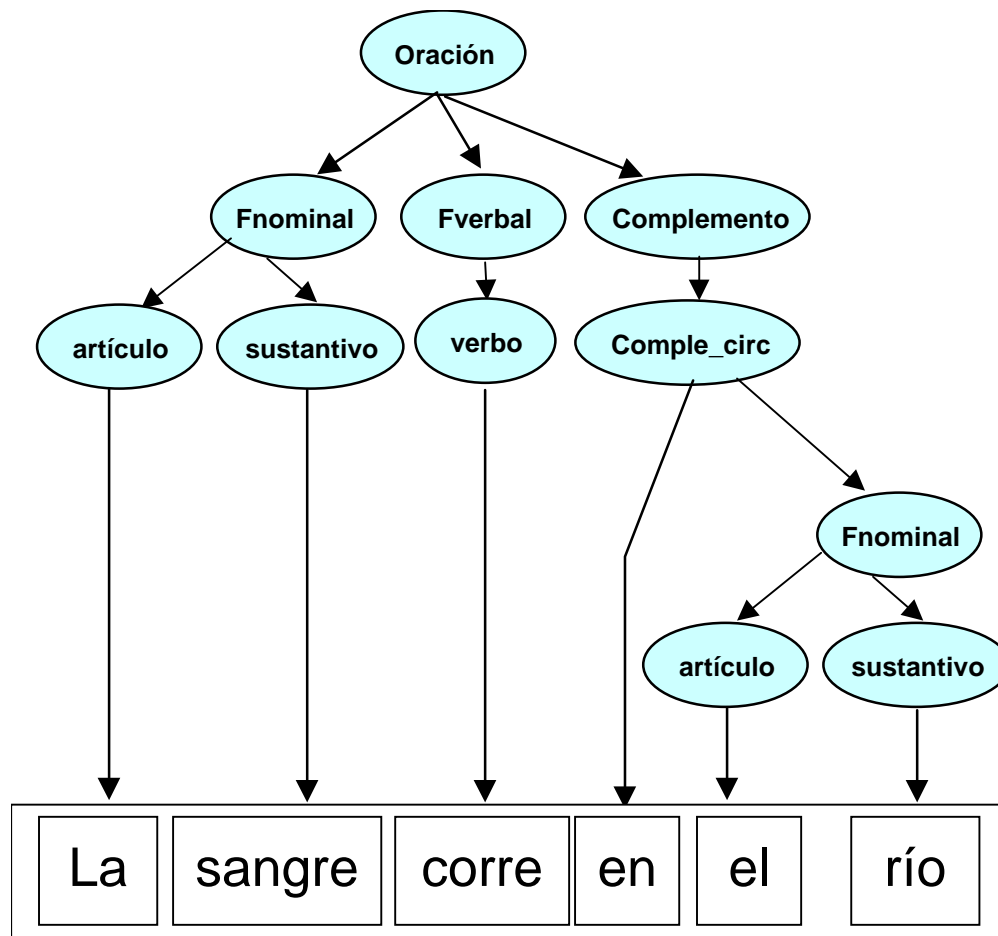 Oración
Fnominal Fverbal Complemento
artículo sustantivo verbo Comple_circ
Fnominal
artículo sustantivo
La sangre corre en el río